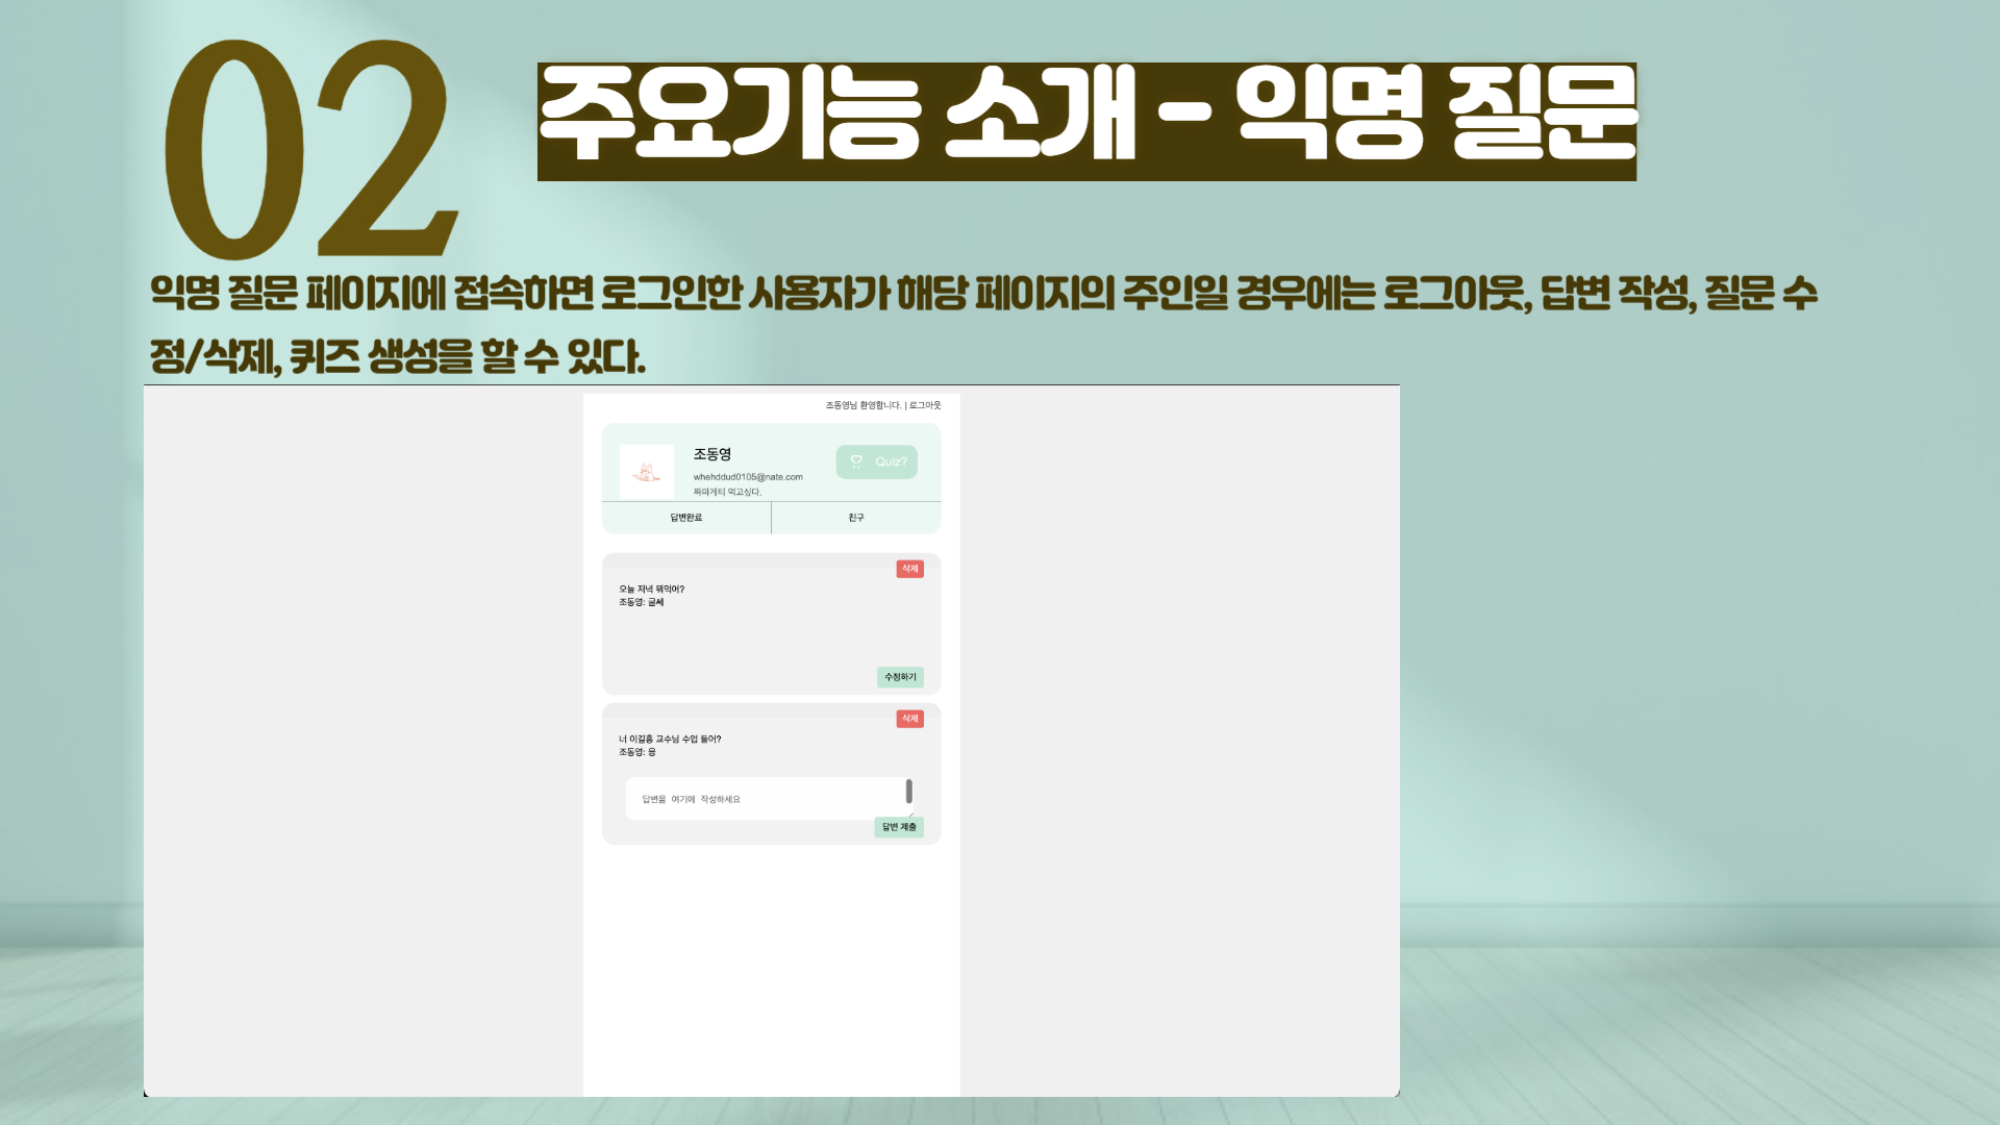 02
주요기능 소개 - 익명 질문
익명 질문 페이지에 접속하면 로그인한 사용자가 해당 페이지의 주인일 경우에는 로그아웃, 답변 작성, 질문 수
정/삭제, 퀴즈 생성을 할 수 있다.
조동영님 환영합니다. | 로그아웃
조동영
Quiz?
whehddud0105@nate.com
짜파게티 먹고싶다.
답변완료
친구
삭제
오늘 저녁 뭐먹어?
조동영: 글쎄
수정하기
삭제
너 이길흠 교수님 수업 들어?
조동영: 응
답변을 여기에 작성하세요
답변 제출